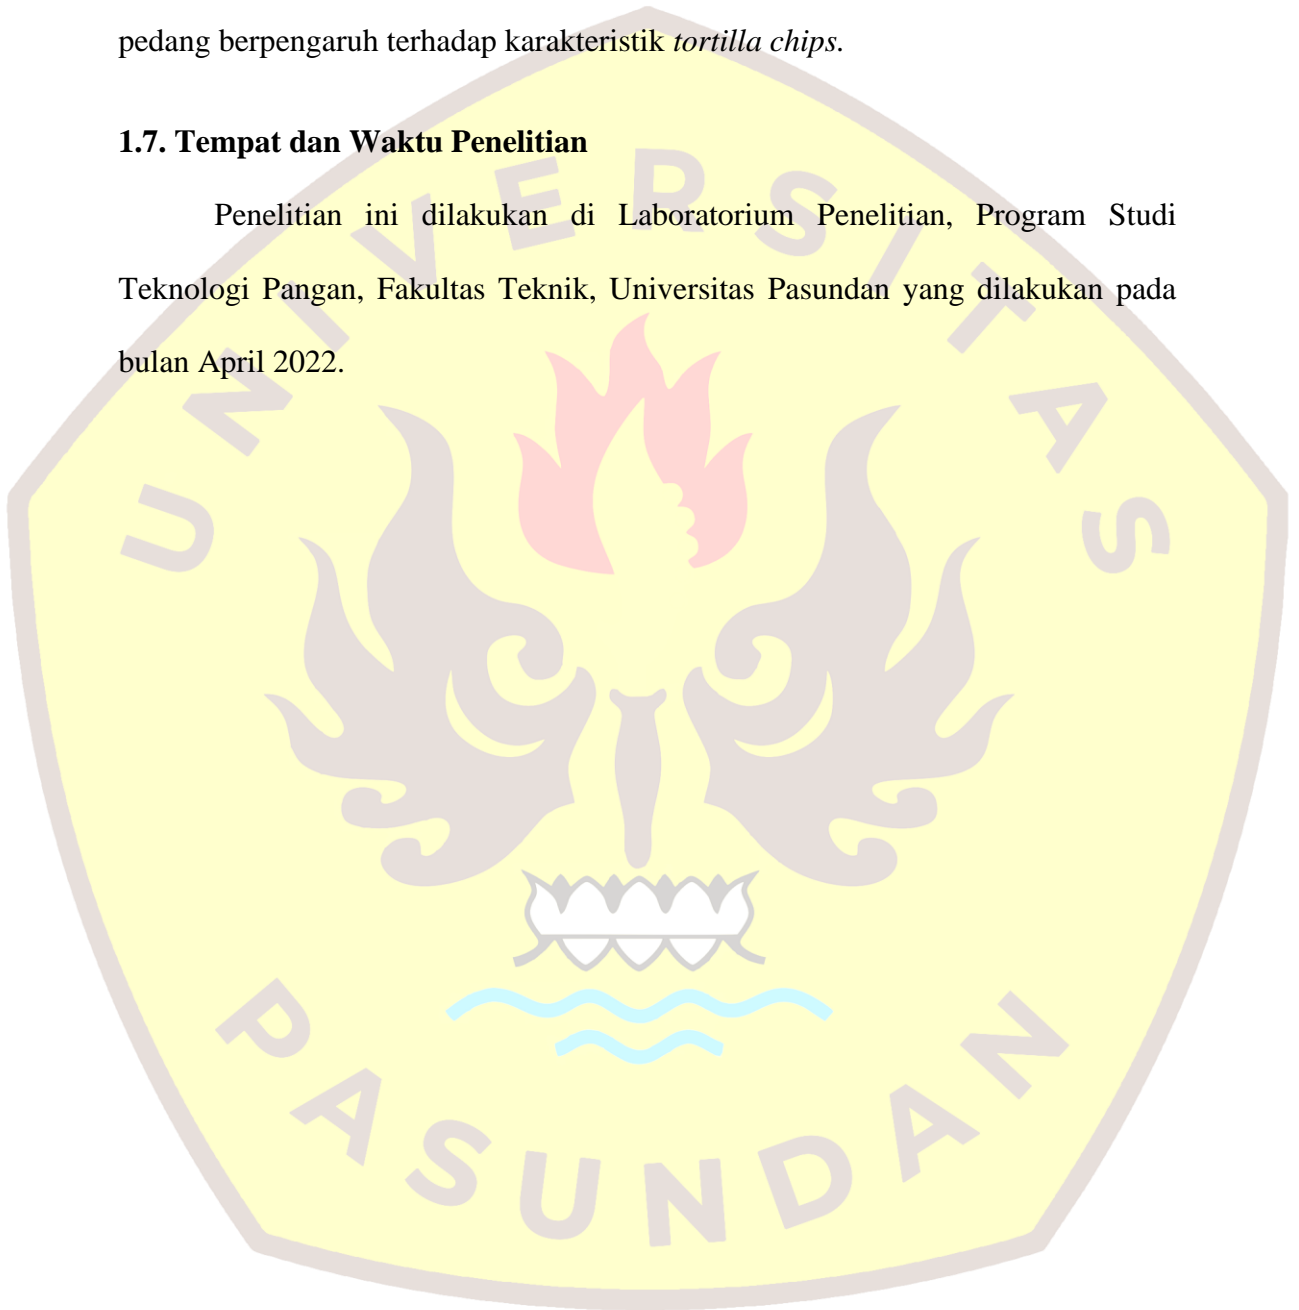 pedang berpengaruh terhadap karakteristik tortilla chips.
1.7. Tempat dan Waktu Penelitian
Penelitian ini dilakukan di Laboratorium Penelitian, Program Studi
Teknologi Pangan, Fakultas Teknik, Universitas Pasundan yang dilakukan pada
bulan April 2022.
UNIVERSITAS
PASUNDAN